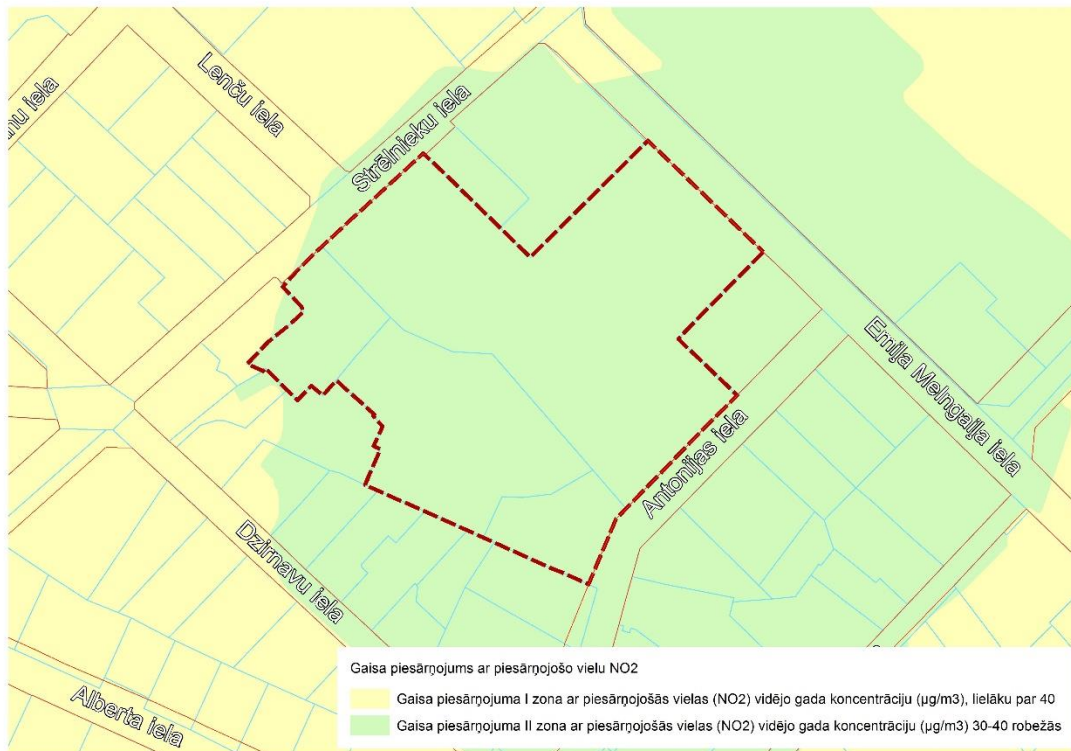 Lenču iela
Strēlnieku iela
Emiļa Melngaiļa iela
Antonijas iela
Dzirnavu iela
Alberta iela
Gaisa piesārņojums ar piesārņojošo vielu NO2
Gaisa piesārņojuma I zona ar piesārņojošās vielas (NO2) vidējo gada koncentrāciju (µg/m3), lielāku par 40
Gaisa piesārņojuma II zona ar piesārņojošās vielas (NO2) vidējo gada koncentrāciju (µg/m3) 30-40 robežās